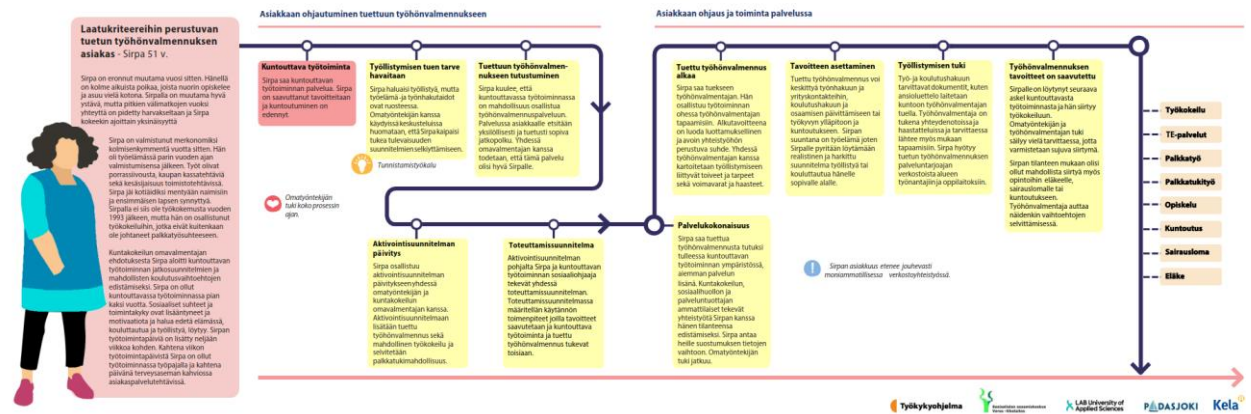 Asiakkaan ohjautuminen tuettuun työhönvalmennukseen
Asiakkaan ohjaus ja toiminta palvelussa
Laatukriteereihin perustuvan
tuetun työhönvalmennuksen
asiakas - Sirpa 51 v.
Sirpa on eronnut muutama vuosi sitten. Hänellä
on kolme aikuista poikaa, joista nuorin opiskelee
ja asuu vielä kotona. Sirpalla on muutama hyvä
ystävä, mutta pitkien välimatkojen vuoksi
yhteyttä on pidetty harvakseltaan ja Sirpa
kokeekin ajoittain yksinäisyyttä
Sirpa on valmistunut merkonomiksi
kolmisenkymmentä vuotta sitten. Hän
oli työelämässä parin vuoden ajan
valmistumisensa jälkeen. Työt olivat
porrassiivousta, kaupan kassatehtäviä
sekä kesäsijaisuus toimistotehtävissä.
Sirpa jäi kotiäidiksi mentyään naimisiin
ja ensimmäisen lapsen synnyttyä.
Sirpalla ei siis ole työkokemusta vuoden
1993 jälkeen, mutta hän on osallistunut
työkokeiluihin, jotka eivät kuitenkaan
ole johtaneet palkkatyösuhteeseen.
Kuntakokeilun omavalmentajan
ehdotuksesta Sirpa aloitti kuntouttavan
työtoiminnan jatkosuunnitelmien ja
mahdollisten koulutusvaihtoehtojen
edistämiseksi. Sirpa on ollut
kuntouttavassa työtoiminnassa pian
kaksi vuotta. Sosiaaliset suhteet ja
toimintakyky ovat lisääntyneet ja
motivaatiota ja halua edetä elämässä,
kouluttautua ja työllistyä, löytyy. Sirpan
työtoimintapäiviä on lisätty neljään
viikkoa kohden. Kahtena viikon
työtoimintapäivistä Sirpa on ollut
työtoiminnassa työpajalla ja kahtena
päivänä terveysaseman kahviossa
asiakaspalvelutehtävissä.
Kuntouttava työtoiminta
Sirpa saa kuntouttavan
työtoiminnan palvelua. Sirpa
on saavuttanut tavoitteitaan
ja kuntoutuminen on
edennyt.
Omatyöntekijän
tuki koko prosessin
ajan.
Työllistymisen tuen tarve
havaitaan
Sirpa haluaisi työllistyä, mutta
työelämä- ja työnhakutaidot
ovat ruosteessa.
Omatyöntekijän kanssa
käydyissä keskusteluissa
huomataan, että Sirpa kaipaisi
tukea tulevaisuuden
suunnitelmien selkiyttämiseen.
Tunnistamistyökalu
Tuettuun työhönvalmen-
nukseen tutustuminen
Sirpa kuulee, että
kuntouttavassa työtoiminnassa
on mahdollisuus osallistua
työhönvalmennuspalveluun.
Palvelussa asiakkaalle etsitään
yksilöllisesti ja tuetusti sopiva
jatkopolku. Yhdessä
omavalmentajan kanssa
todetaan, että tämä palvelu
olisi hyvä Sirpalle.
Aktivointisuunnitelman
päivitys
Sirpa osallistuu
aktivointisuunnitelman
päivitykseen yhdessä
omatyöntekijän ja
kuntakokeilun
omavalmentajan kanssa.
Aktivointisuunnitelmaan
lisätään tuettu
työhönvalmennus sekä
mahdollinen työkokeilu ja
selvitetään
palkkatukimahdollisuus.
Toteuttamissuunnitelma
Aktivointisuunnitelman
pohjalta Sirpa ja kuntouttavan
työtoiminnan sosiaaliohjaaja
tekevät yhdessä
toteuttamissuunnitelman.
Toteuttamissuunnitelmassa
määritellän käytännön
toimenpiteet joilla tavoitteet
saavutetaan ja kuntouttava
työtoiminta ja tuettu
työhönvalmennus tukevat
toisiaan.
Tuettu työhönvalmennus
alkaa
Sirpa saa tuekseen
työhönvalmentajan. Hän
osallistuu työtoiminnan
ohessa työhönvalmentajan
tapaamisiin. Alkutavoitteena
on luoda luottamuksellinen
ja avoin yhteistyöhön
perustuva suhde. Yhdessä
työhönvalmentajan kanssa
kartoitetaan työllistymiseen
liittyvät toiveet ja tarpeet
sekä voimavarat ja haasteet.
Palvelukokonaisuus
Sirpa saa tuettua
työhönvalmennusta tutuksi
tulleessa kuntouttavan
työtoiminnan ympäristössä,
aiemman palvelun
lisänä. Kuntakokeilun,
sosiaalihuollon ja
palveluntuottajan
ammattilaiset tekevät
yhteistyötä Sirpan kanssa
hänen tilanteensa
edistämiseksi. Sirpa antaa
heille suostumuksen tietojen
vaihtoon. Omatyöntekijän
tuki jatkuu.
Tavoitteen asettaminen
Tuettu työhönvalmennus voi
keskittyä työnhakuun ja
yrityskontakteihin,
koulutushakuun ja
osaamisen päivittämiseen tai
työkyvyn ylläpitoon ja
kuntoutukseen. Sirpan
suuntana on työelämä joten
Sirpalle pyritään löytämään
realistinen ja harkittu
suunnitelma työllistyä tai
kouluttautua hänelle
sopivalle alalle.
Sirpan asiakkuus etenee jouhevasti
moniammatillisessa verkostoyhteistyössä.
Työllistymisen tuki
Työ- ja koulutushakuun
tarvittavat dokumentit, kuten
ansioluettelo laitetaan
kuntoon työhönvalmentajan
tuella. Työhönvalmentaja on
tukena yhteydenotoissa ja
haastatteluissa ja tarvittaessa
lähtee myös mukaan
tapaamisiin. Sirpa hyötyy
tuetun työhönvalmennuksen
palveluntarjoajan
verkostoista alueen
työnantajiin ja oppilaitoksiin.
Työhönvalmennuksen
tavoitteet on saavutettu
Sirpalle on löytynyt seuraava
askel kuntouttavasta
työtoiminnasta ja hän siirtyy
työkokeiluun.
Omatyöntekijän ja
työhönvalmentajan tuki
säilyy vielä tarvittaessa, jotta
varmistetaan sujuva siirtymä.
Sirpan tilanteen mukaan olisi
ollut mahdollista siirtyä myös
opintoihin eläkkeelle,
sairauslomalle tai
kuntoutukseen.
Työhönvalmentaja auttaa
näidenkin vaihtoehtojen
selvittämisessä.
Työkokeilu
TE-palvelut
Palkkatyö
Palkkatukityö
Opiskelu
Kuntoutus
Sairausloma
Eläke
Työkykyohjelma
LAB University of
Applied Sciences
PADASJOKI
Kela